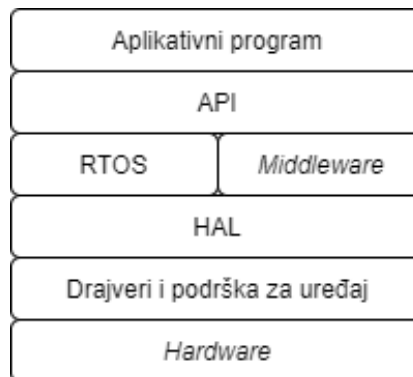 Aplikativni program
API
RTOS Middleware
HAL
Drajveri i podrška za uređaj
Hardware